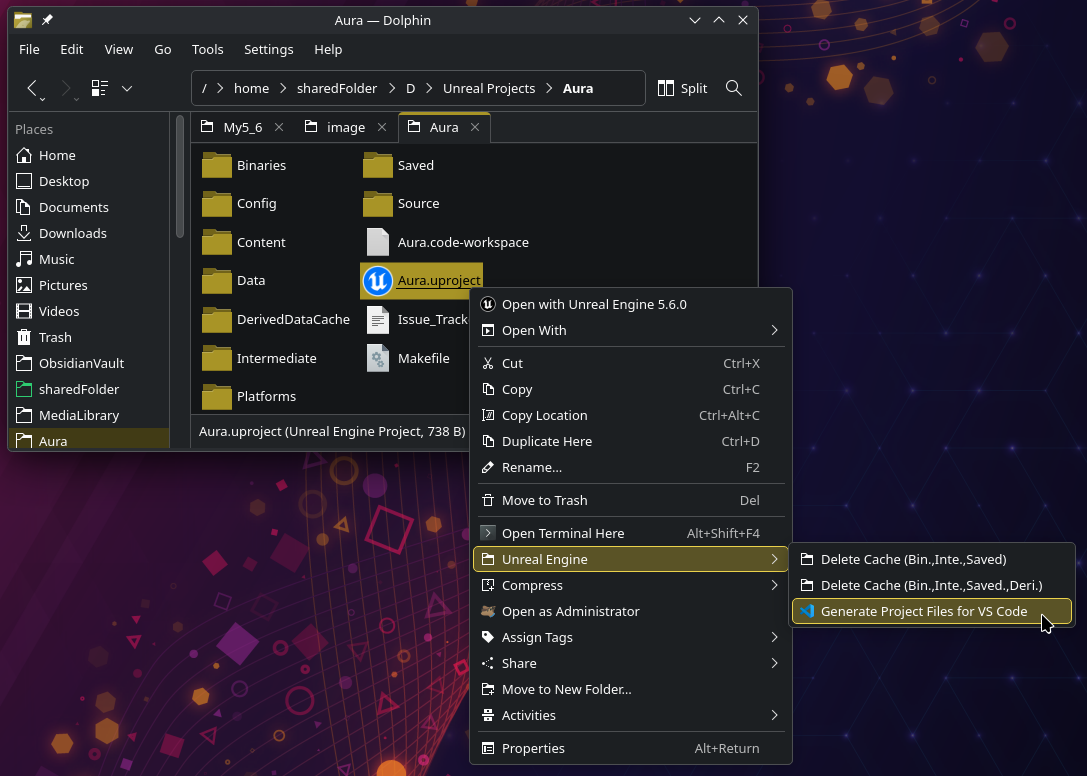 Aura — Dolphin
File Edit View Go Tools Settings Help
/ > home > sharedFolder > D > Unreal Projects > Aura
Split
Places
Home
Desktop
Documents
Downloads
Music
Pictures
Videos
Trash
ObsidianVault
sharedFolder
MediaLibrary
Aura
My5_6
image
Aura
Binaries
Config
Content
Data
DerivedDataCache
Intermediate
Platforms
Saved
Source
Aura.code-workspace
Aura.uproject
Issue_Track
Makefile
Aura.uproject (Unreal Engine Project, 738 B)
Open with Unreal Engine 5.6.0
Open With
Cut Ctrl+X
Copy Ctrl+C
Copy Location Ctrl+Alt+C
Duplicate Here Ctrl+D
Rename... F2
Move to Trash Del
Open Terminal Here Alt+Shift+F4
Unreal Engine
Compress
Open as Administrator
Assign Tags
Share
Move to New Folder...
Activities
Properties Alt+Return
Delete Cache (Bin.,Inte.,Saved)
Delete Cache (Bin.,Inte.,Saved.,Deri.)
Generate Project Files for VS Code